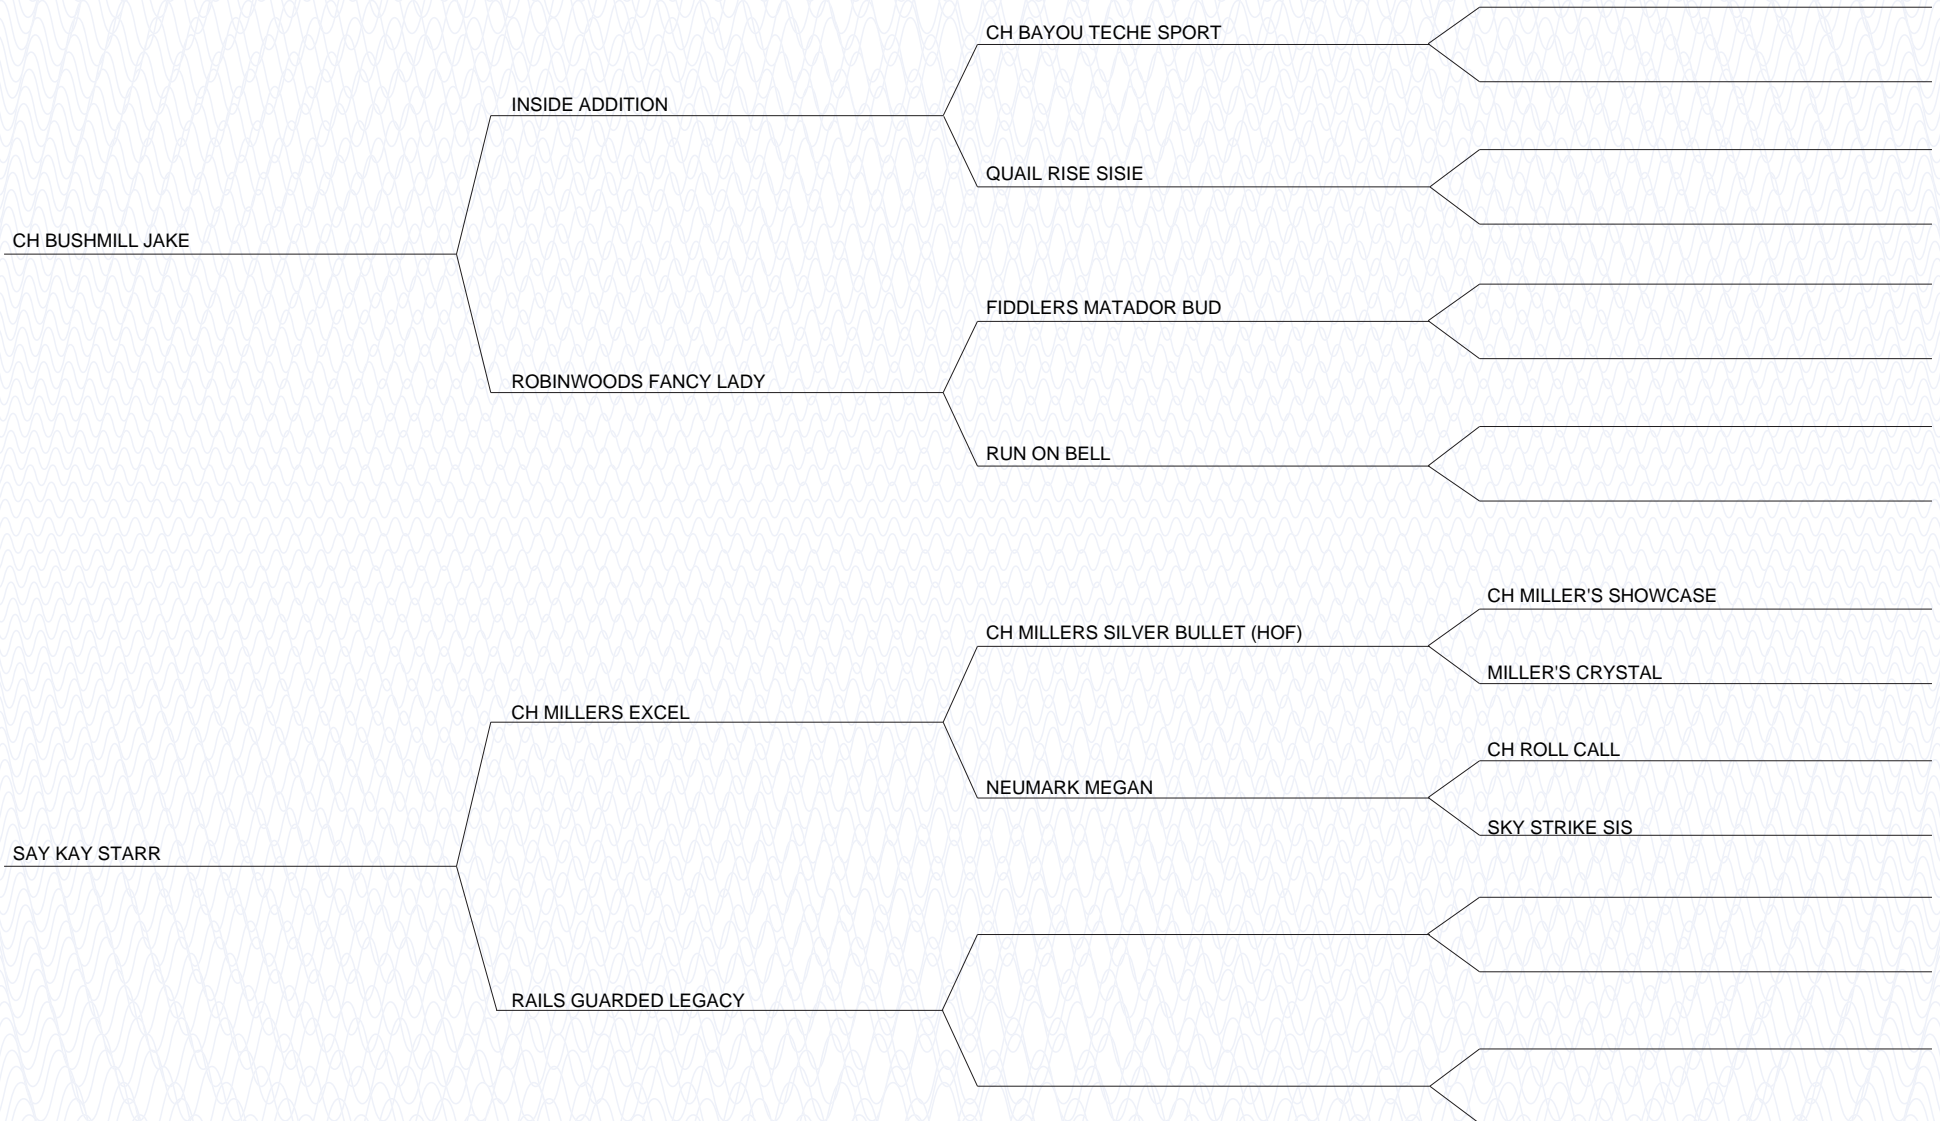 CH BAYOU TECHE SPORT
INSIDE ADDITION
QUAIL RISE SISIE
CH BUSHMILL JAKE
FIDDLERS MATADOR BUD
ROBINWOODS FANCY LADY
RUN ON BELL
CH MILLER'S SHOWCASE
CH MILLERS SILVER BULLET (HOF)
MILLER'S CRYSTAL
CH MILLERS EXCEL
CH ROLL CALL
NEUMARK MEGAN
SKY STRIKE SIS
SAY KAY STARR
RAILS GUARDED LEGACY